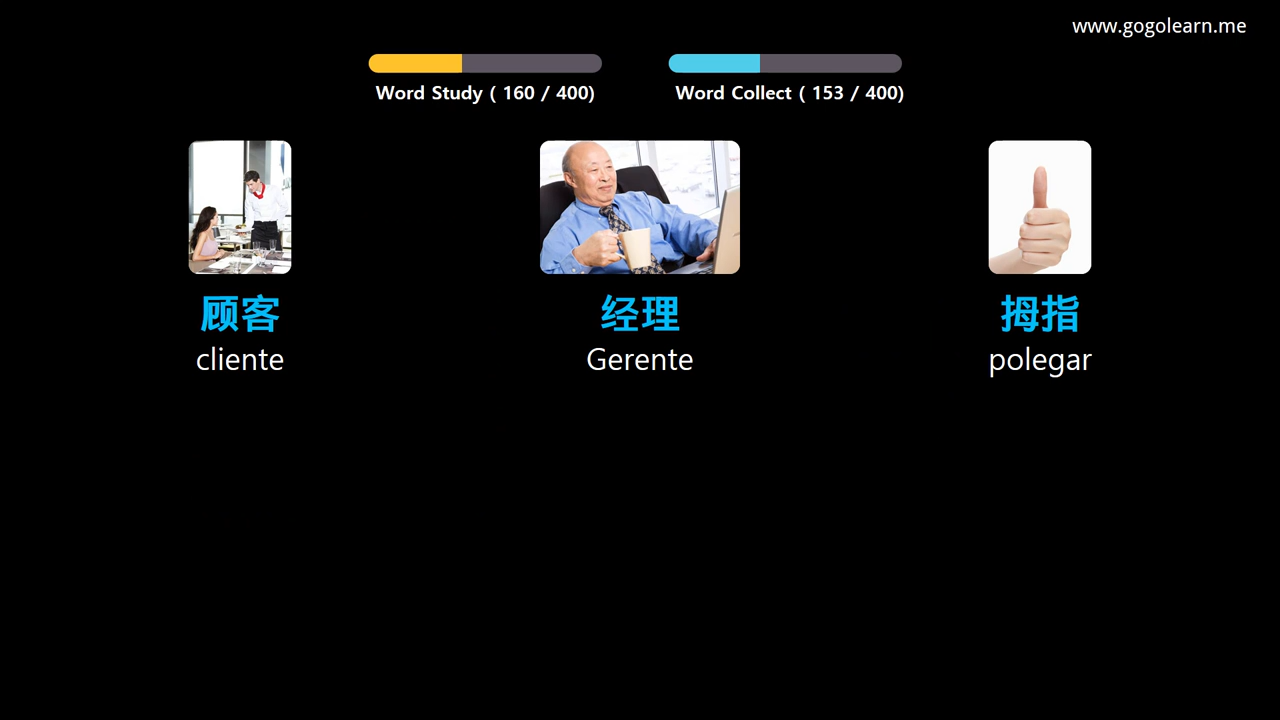 www.gogolearn.me
Word Study ( 160 / 400)
Word Collect ( 153 / 400)
顾客
cliente
经理
Gerente
拇指
polegar